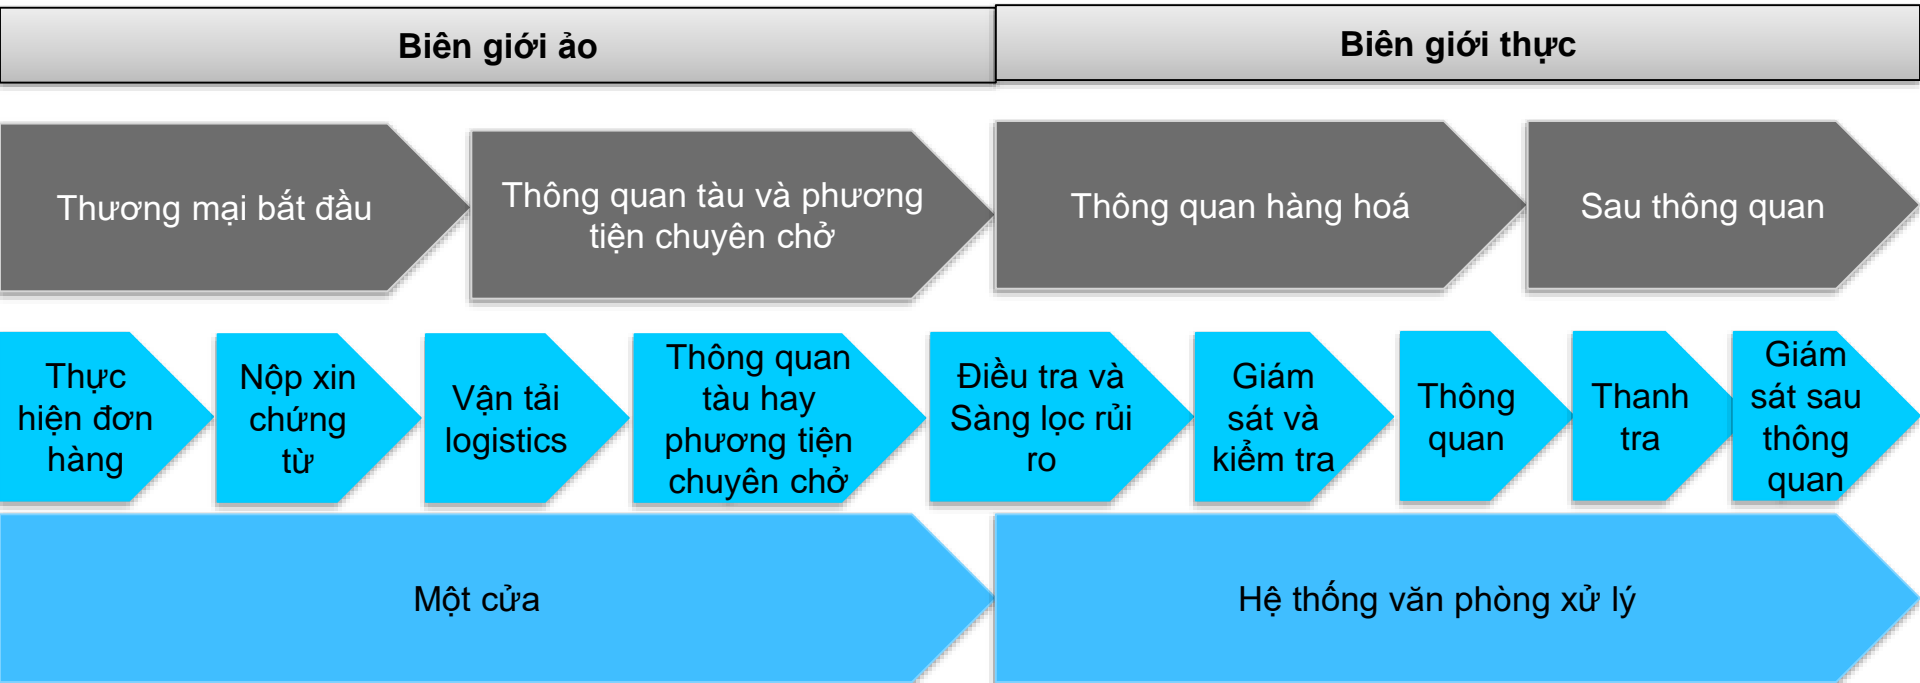 Biên giới ảo
Biên giới thực
Thương mại bắt đầu
Thông quan tàu và phương
tiện chuyên chở
Thông quan hàng hoá
Sau thông quan
Thực
hiện đơn
hàng
Nộp xin
chứng
từ
Vận tải
logistics
Thông quan
tàu hay
phương tiện
chuyên chở
Điều tra và
Sàng lọc rủi
ro
Giám
sát và
kiểm tra
Thông
quan
Thanh
tra
Giám
sát sau
thông
quan
Một cửa
Hệ thống văn phòng xử lý